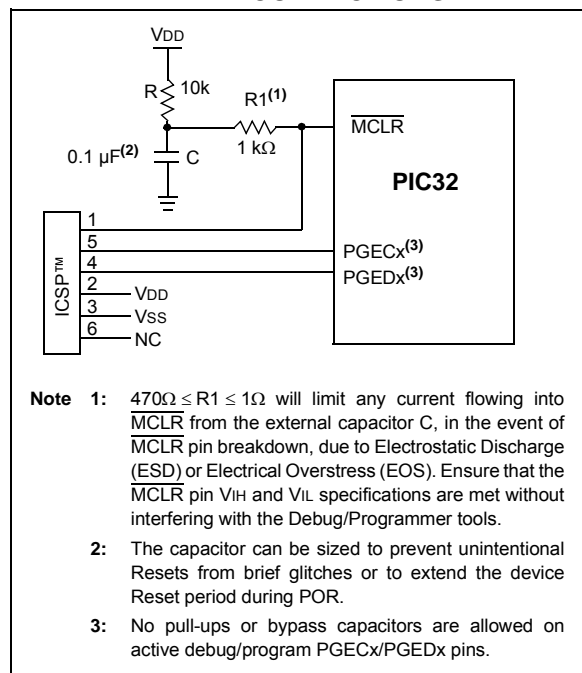 VDD
R
10k
R1(1)
1 kΩ
0.1 µF(2)
C
MCLR
PIC32
PGECx(3)
PGEDx(3)
ICSP™
1
5
4
2
3
6
VDD
VSS
NC
Note 1: 470Ω ≤ R1 ≤ 1Ω will limit any current flowing into
MCLR from the external capacitor C, in the event of
MCLR pin breakdown, due to Electrostatic Discharge
(ESD) or Electrical Overstress (EOS). Ensure that the
MCLR pin VIH and VIL specifications are met without
interfering with the Debug/Programmer tools.
2: The capacitor can be sized to prevent unintentional
Resets from brief glitches or to extend the device
Reset period during POR.
3: No pull-ups or bypass capacitors are allowed on
active debug/program PGECx/PGEDx pins.